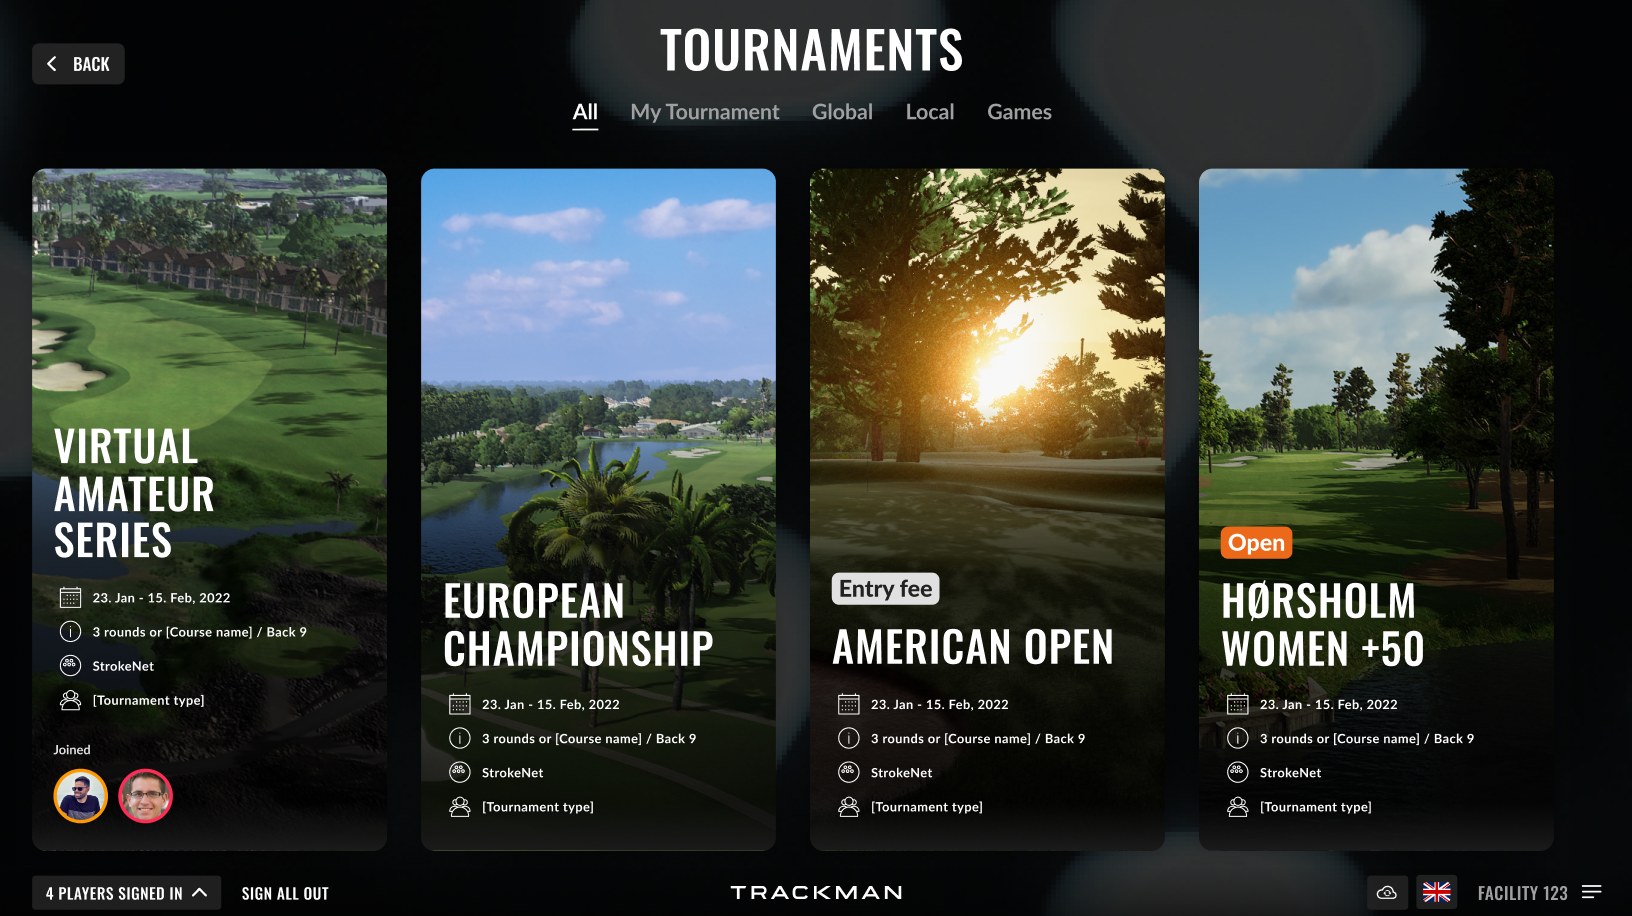 TOURNAMENTS
BACK
All
My Tournament
Global
Local
Games
VIRTUAL
AMATEUR
SERIES
23. Jan - 15. Feb, 2022
3 rounds or [Course name] / Back 9
StrokeNet
[Tournament type]
Joined
EUROPEAN
CHAMPIONSHIP
23. Jan - 15. Feb, 2022
3 rounds or [Course name] / Back 9
StrokeNet
[Tournament type]
Entry fee
AMERICAN OPEN
23. Jan - 15. Feb, 2022
3 rounds or [Course name] / Back 9
StrokeNet
[Tournament type]
Open
HØRSHOLM
WOMEN +50
23. Jan - 15. Feb, 2022
3 rounds or [Course name] / Back 9
StrokeNet
[Tournament type]
4 PLAYERS SIGNED IN
SIGN ALL OUT
TRACKMAN
FACILITY 123